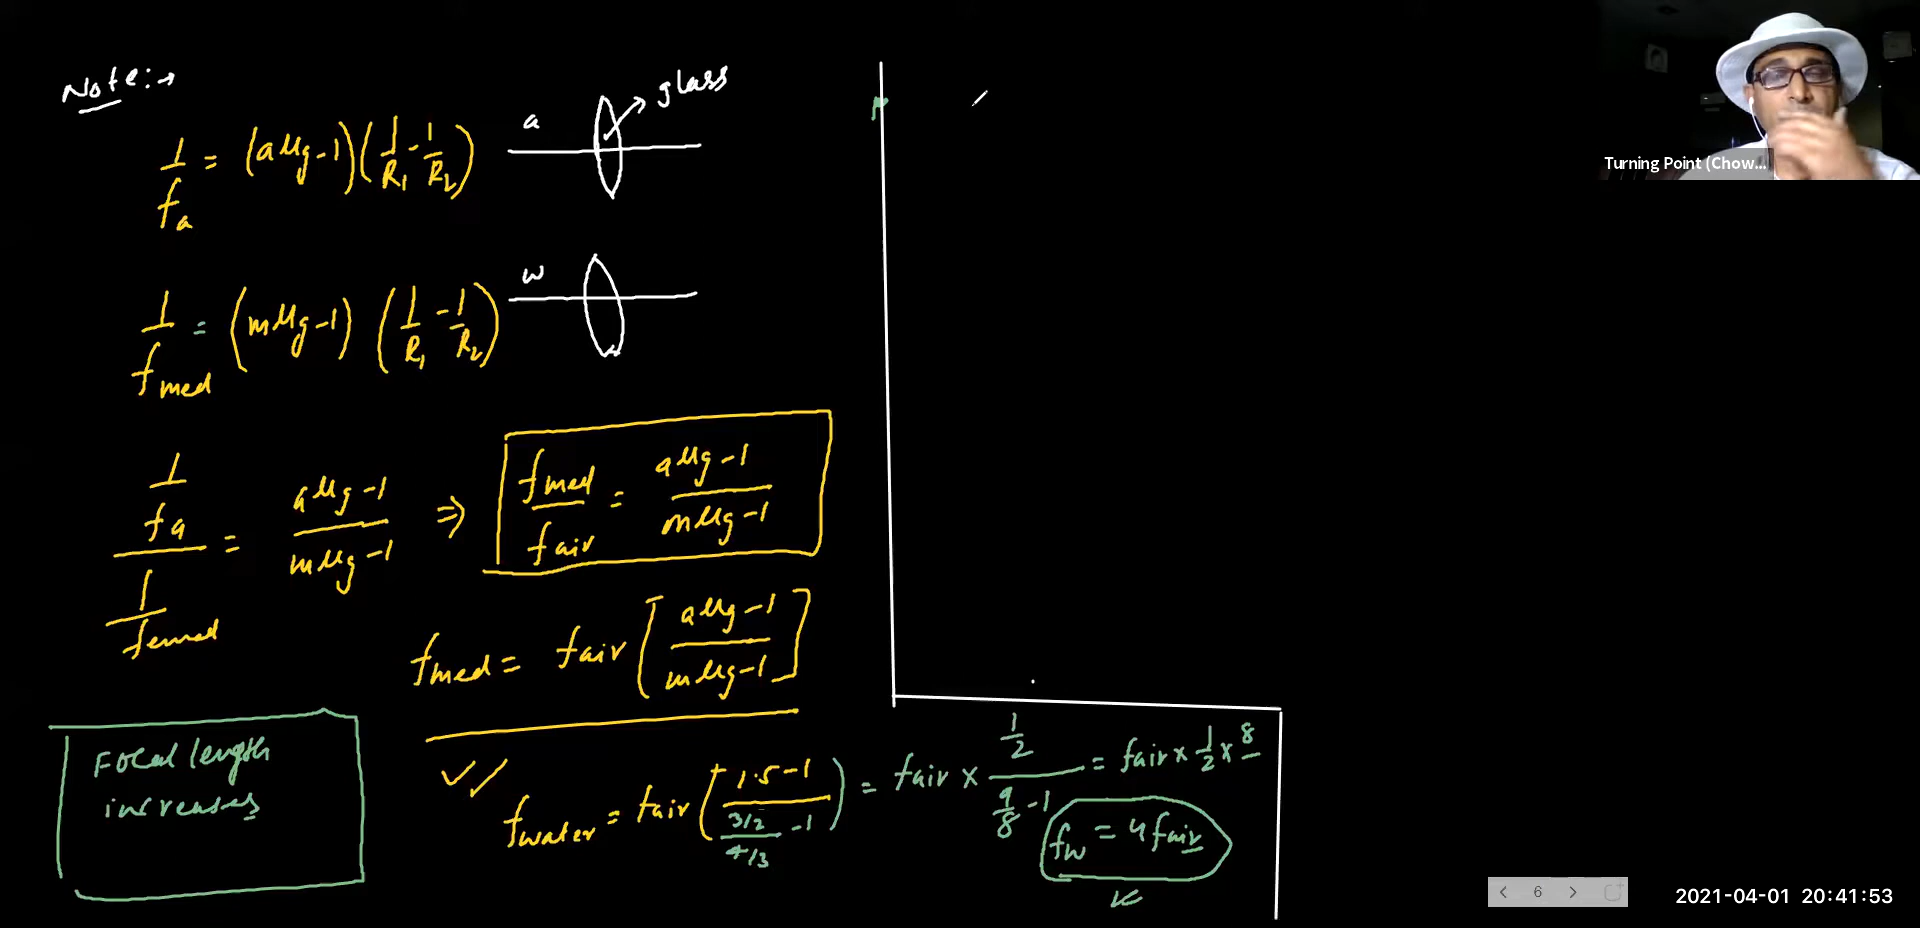 Note:→
1/fa = (aμg-1)(1/R1 - 1/R2)
a
glass
1/fmed = (mμg-1) (1/R1 - 1/R2)
w
1/fa / 1/fmed = aμg-1 / mμg-1 ⇒ fmed/fair = aμg-1 / mμg-1
fmed = fair [aμg-1 / mμg-1]
Focal length
increases
✓✓
fwater = fair (1.5-1 / (3/2 / 4/3 - 1)) = fair × (1/2) / (9/8 - 1) = fair × 1/2 × 8
fw = 4 fair
Turning Point (Chow...
6
2021-04-01 20:41:53